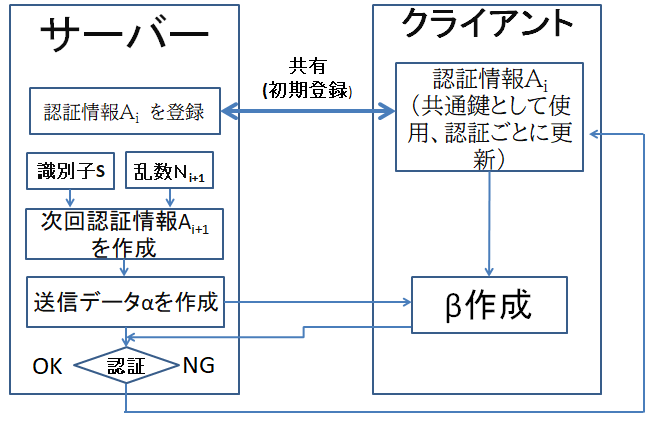 サーバー
クライアント
共有
(初期登録)
認証情報Ai を登録
認証情報Ai
(共通鍵として使
用、認証ごとに更
新)
識別子S
乱数Ni+1
次回認証情報Ai+1
を作成
送信データαを作成
β作成
OK
認証
NG